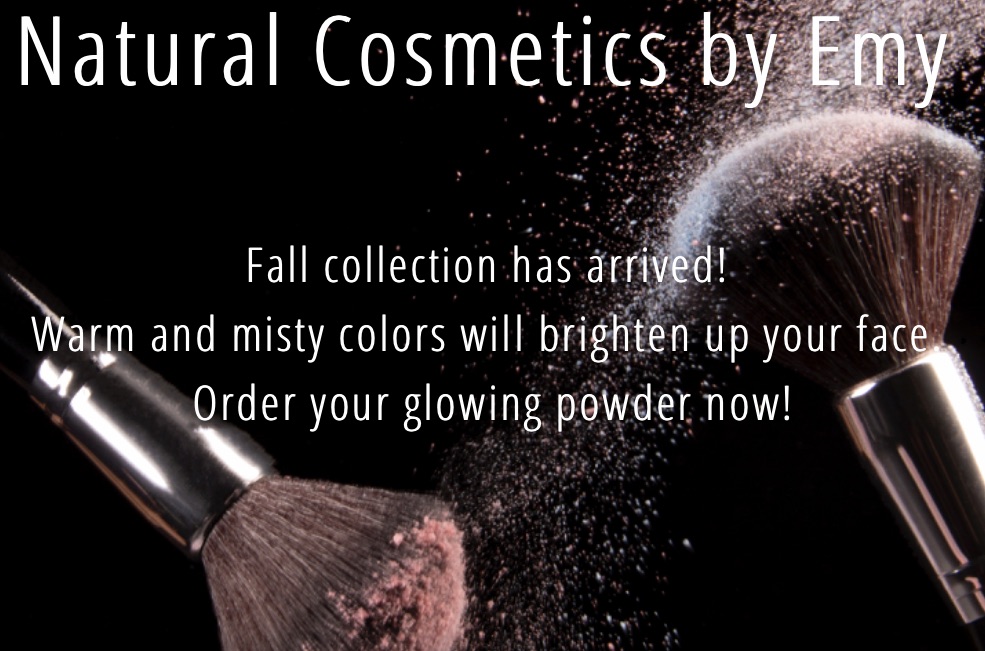 Natural Cosmetics by Emy
Fall collection has arrived!
Warm and misty colors will brighten up your face.
Order your glowing powder now!